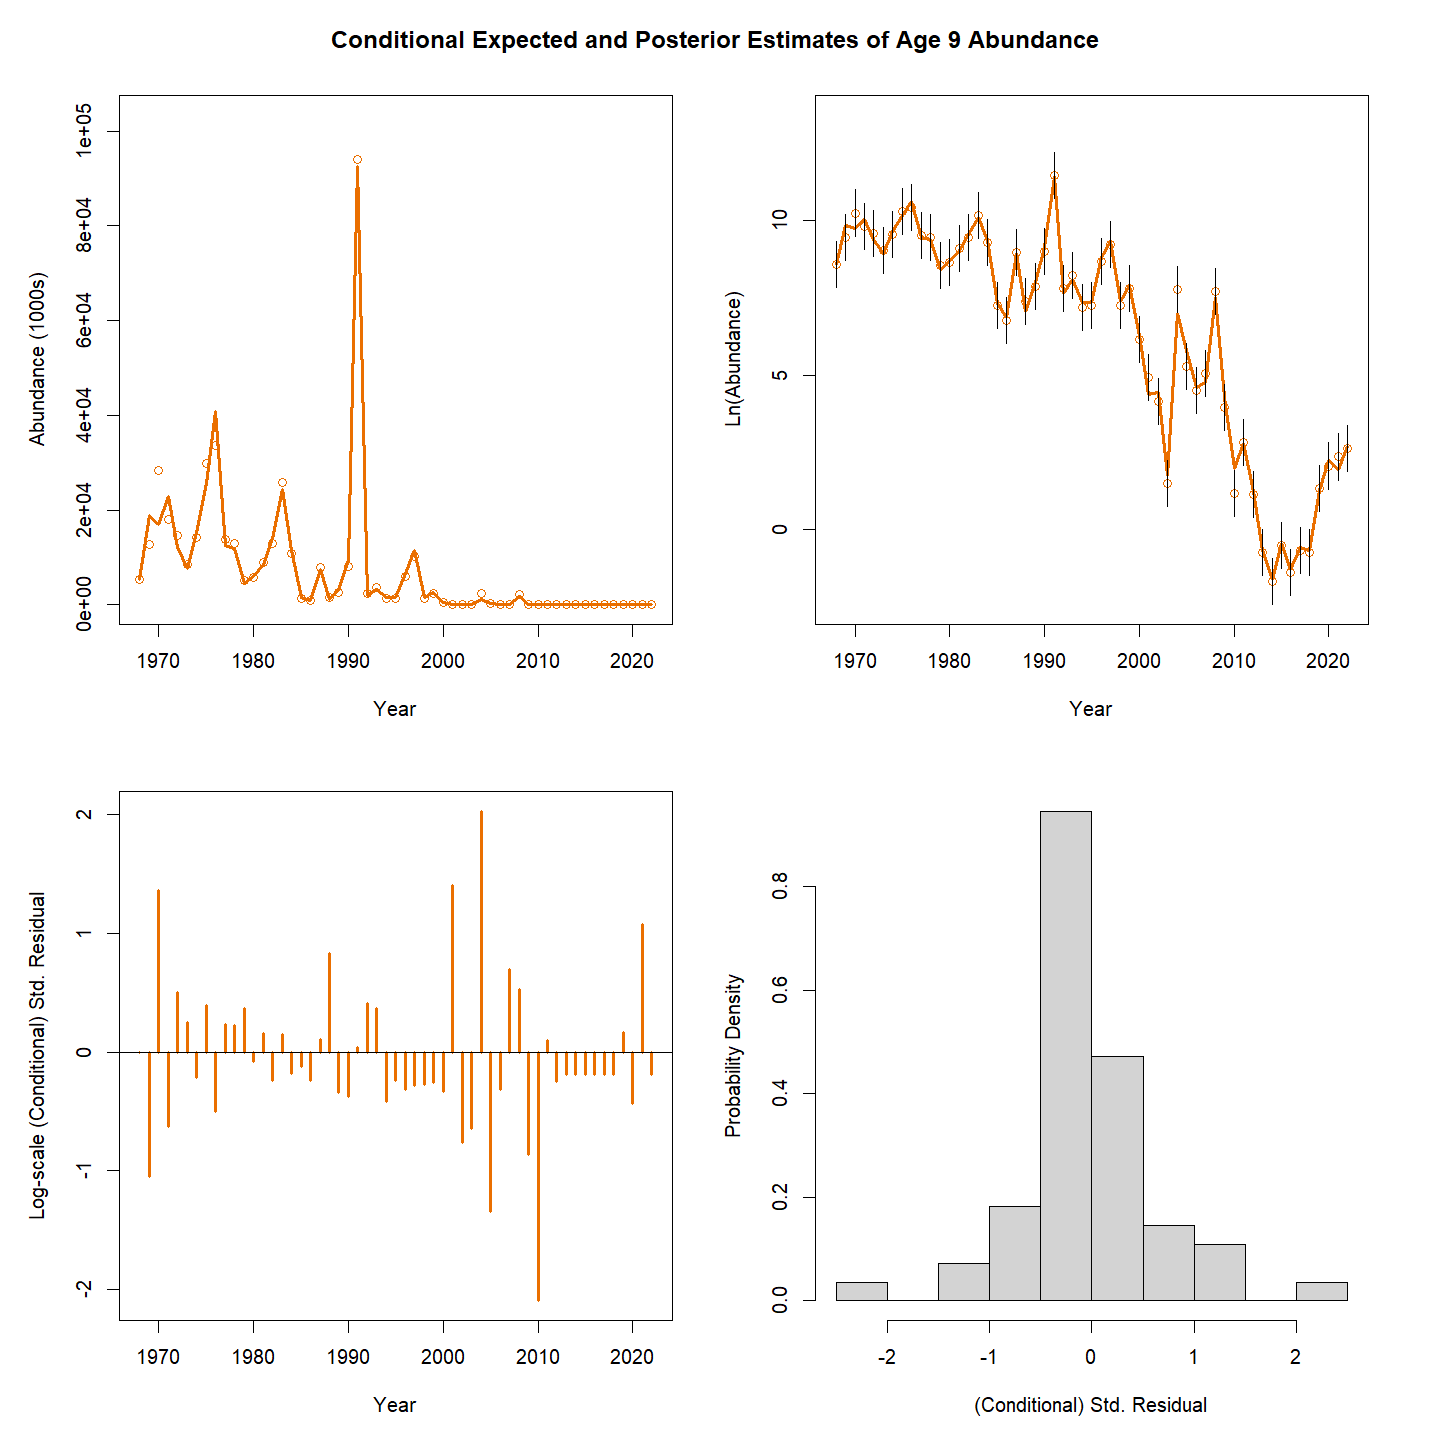 Conditional Expected and Posterior Estimates of Age 9 Abundance
Abundance (1000s)
1e+05
8e+04
6e+04
4e+04
2e+04
0e+00
1970 1980 1990 2000 2010 2020
Year
Ln(Abundance)
10
5
0
1970 1980 1990 2000 2010 2020
Year
Log-scale (Conditional) Std. Residual
2
1
0
-1
-2
1970 1980 1990 2000 2010 2020
Year
Probability Density
0.8
0.6
0.4
0.2
0.0
-2 -1 0 1 2
(Conditional) Std. Residual